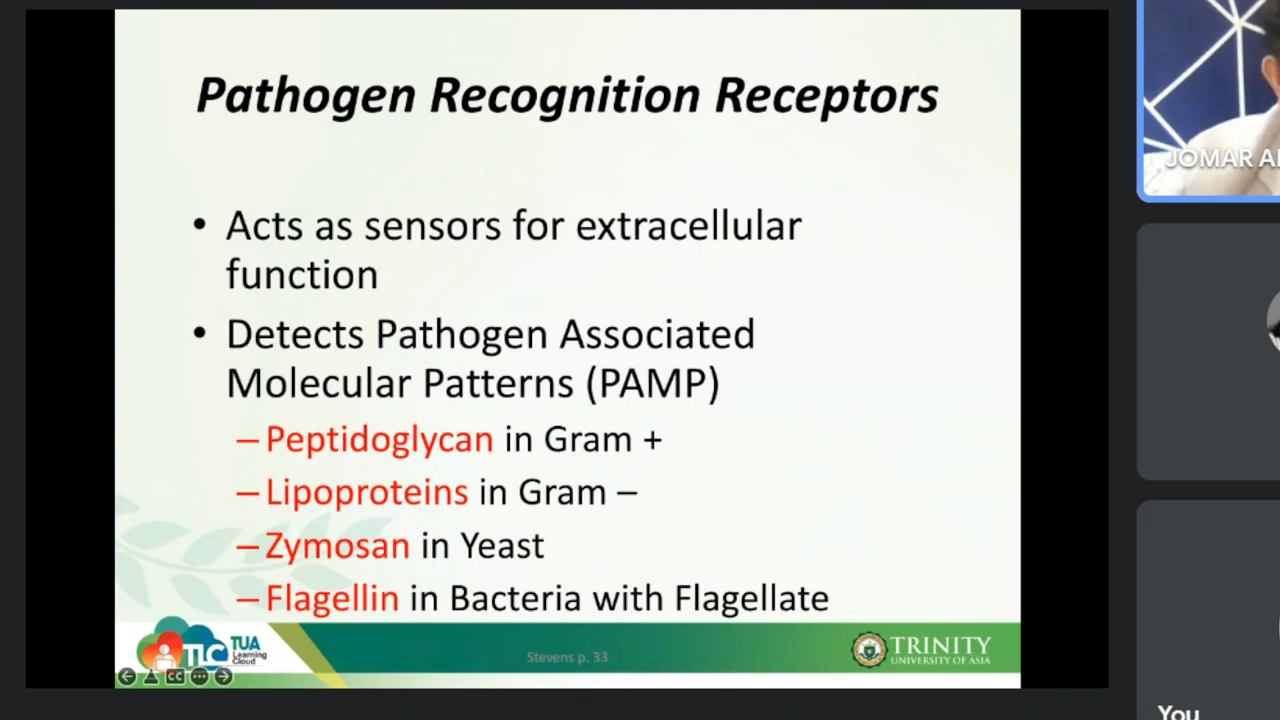 Pathogen Recognition Receptors
• Acts as sensors for extracellular
function
• Detects Pathogen Associated
Molecular Patterns (PAMP)
– Peptidoglycan in Gram +
– Lipoproteins in Gram –
– Zymosan in Yeast
– Flagellin in Bacteria with Flagellate
TLC TUA
Learning
Cloud
Stevens p. 33
TRINITY
UNIVERSITY OF ASIA
CC
JOMAR
You